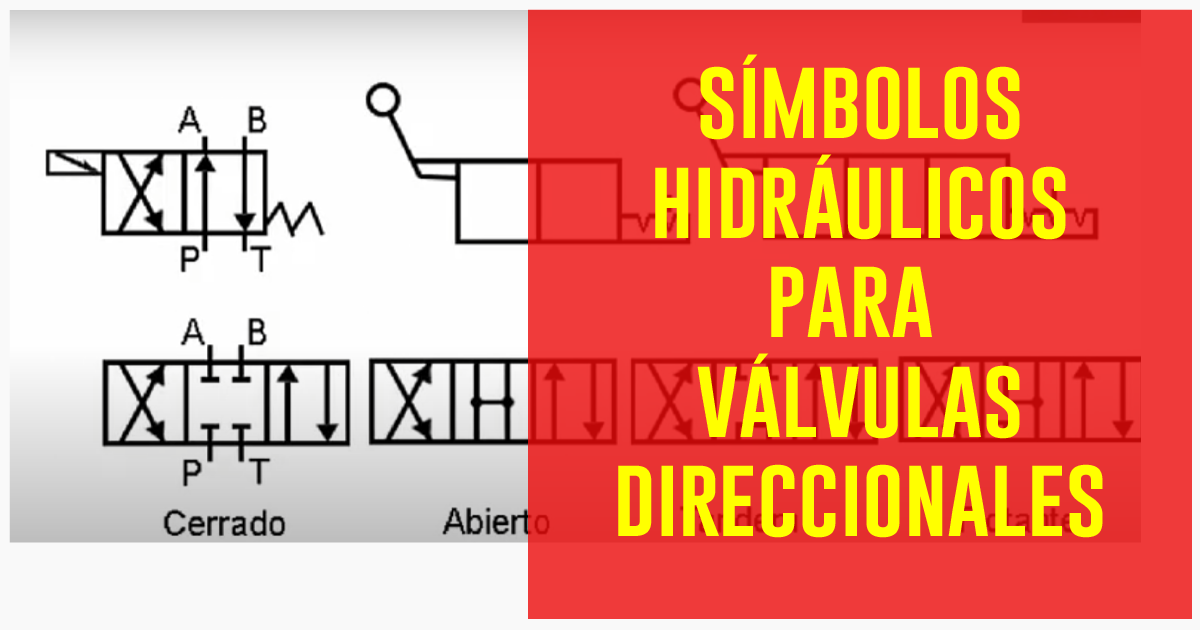 A B
P T
A B
P T
Cerrado
Abierto
SÍMBOLOS
HIDRÁULICOS
PARA
VÁLVULAS
DIRECCIONALES